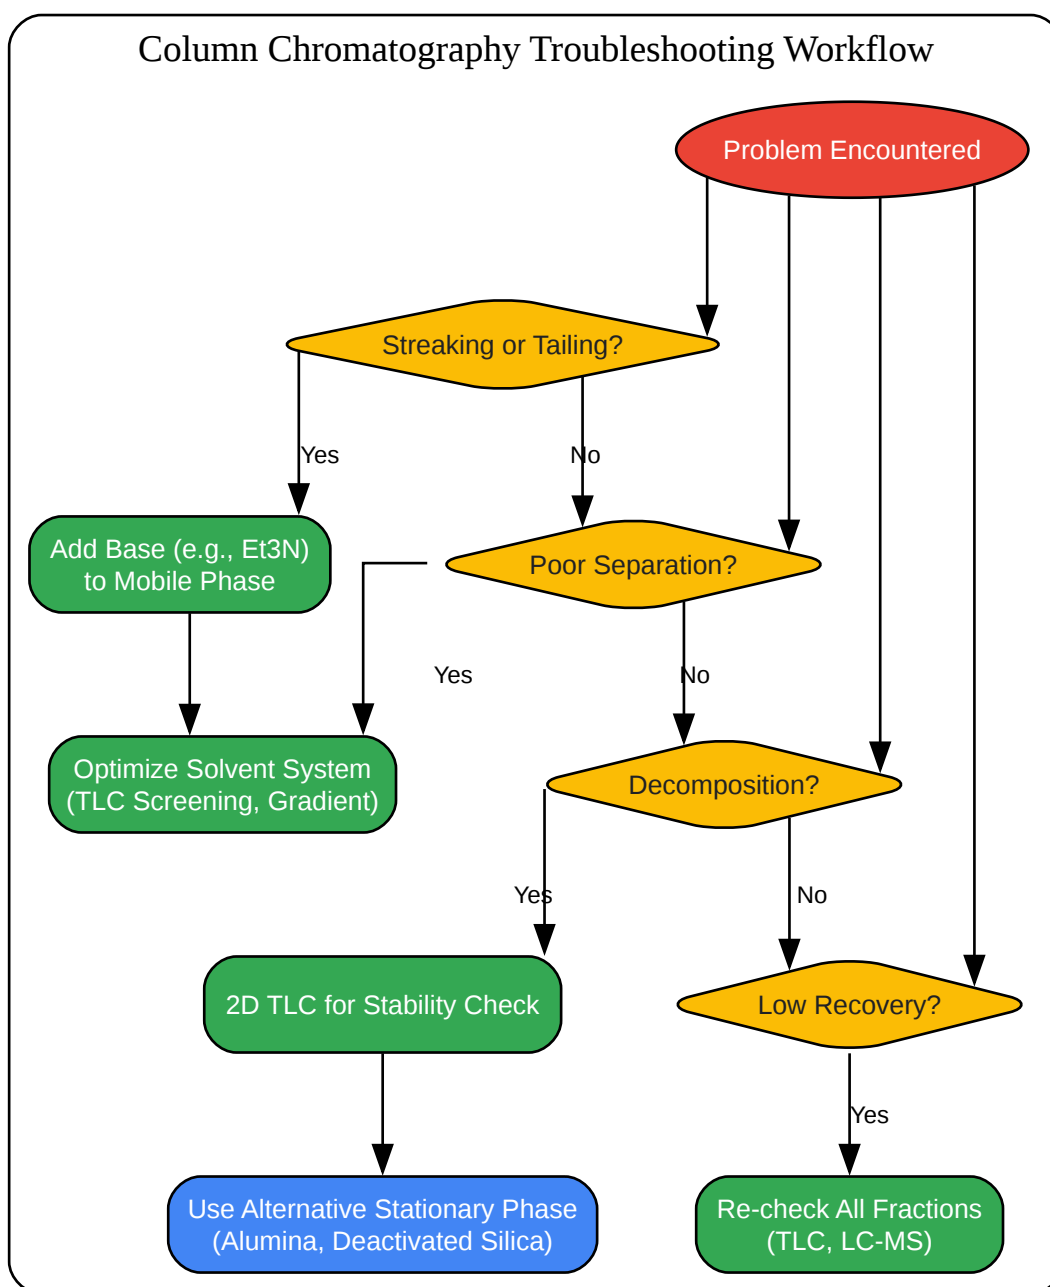 Column Chromatography Troubleshooting Workflow
Problem Encountered
Streaking or Tailing?
Yes
No
Add Base (e.g., Et3N)
to Mobile Phase
Poor Separation?
Yes
No
Optimize Solvent System
(TLC Screening, Gradient)
Decomposition?
Yes
No
2D TLC for Stability Check
Low Recovery?
Yes
Use Alternative Stationary Phase
(Alumina, Deactivated Silica)
Re-check All Fractions
(TLC, LC-MS)